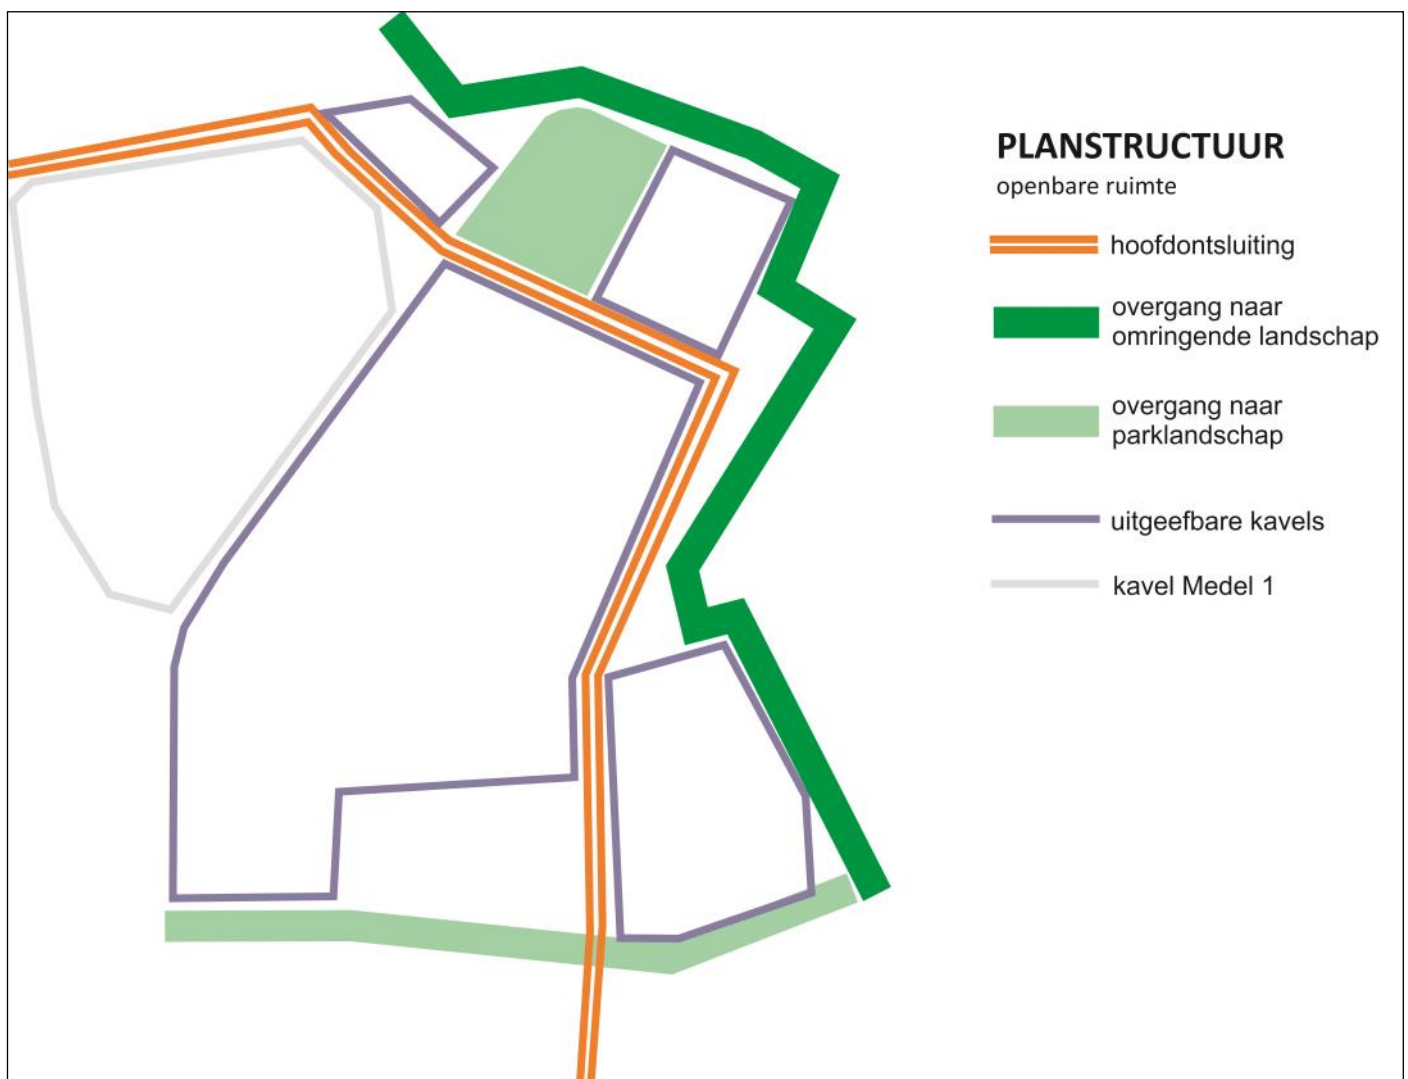 PLANSTRUCTUUR
openbare ruimte
hoofdontsluiting
overgang naar
omringende landschap
overgang naar
parklandschap
uitgeefbare kavels
kavel Medel 1